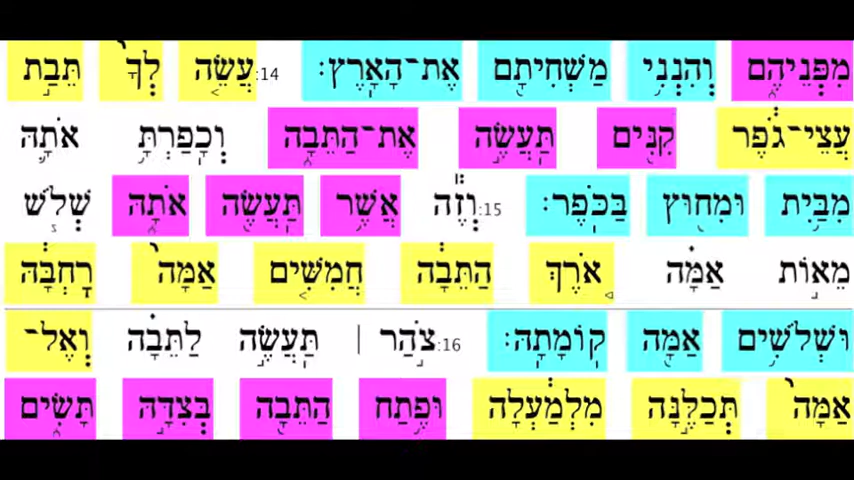 מִפְּנֵיהֶם וְהִנְנִי מַשְׁחִיתָם אֶת־הָאָרֶץ׃ 14: עֲשֵׂה לְךָ תֵּבַת
עֲצֵי־גֹפֶר קִנִּים תַּעֲשֶׂה אֶת־הַתֵּבָה וְכָפַרְתָּ אֹתָהּ
מִבַּיִת וּמִחוּץ בַּכֹּפֶר׃ 15: וְזֶה אֲשֶׁר תַּעֲשֶׂה אֹתָהּ שְׁלֹשׁ
מֵאוֹת אַמָּה אֹרֶךְ הַתֵּבָה חֲמִשִּׁים אַמָּה רָחְבָּהּ
וּשְׁלֹשִׁים אַמָּה קוֹמָתָהּ׃ 16: צֹהַר ׀ תַּעֲשֶׂה לַתֵּבָה וְאֶל־
אַמָּה תְּכַלֶּנָּה מִלְמַעְלָה וּפֶתַח הַתֵּבָה בְּצִדָּהּ תָּשִׂים